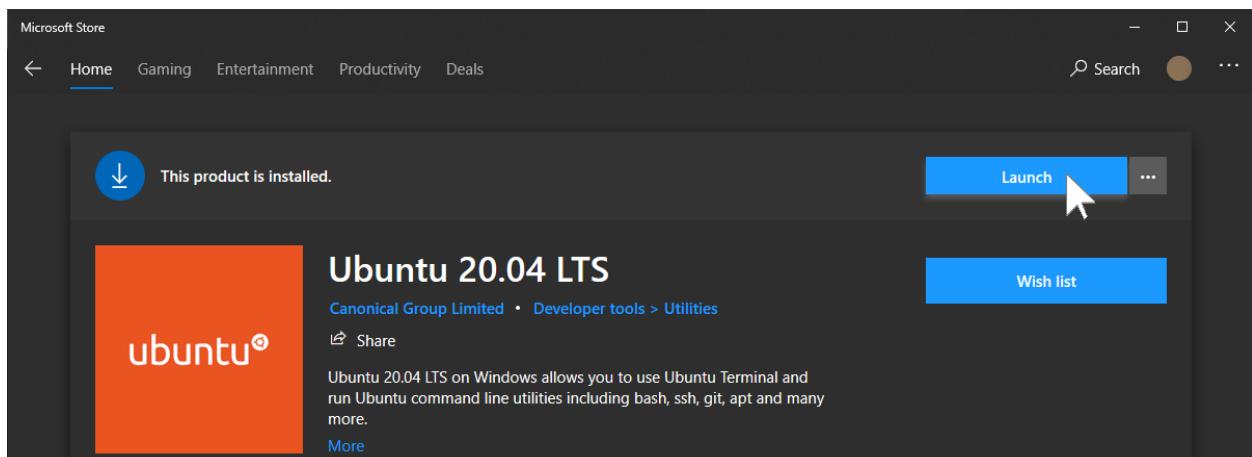 Microsoft Store
Home Gaming Entertainment Productivity Deals Search
This product is installed.
Launch
Ubuntu 20.04 LTS
Canonical Group Limited • Developer tools > Utilities
Wish list
Share
ubuntu
Ubuntu 20.04 LTS on Windows allows you to use Ubuntu Terminal and
run Ubuntu command line utilities including bash, ssh, git, apt and many
more.
More